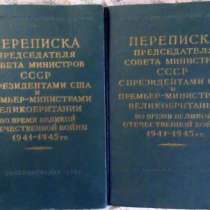 ПЕРЕПИСКА
ПРЕДСЕДАТЕЛЯ
СОВЕТА МИНИСТРОВ
СССР
С ПРЕЗИДЕНТАМИ США
и
ПРЕМЬЕР-МИНИСТРАМИ
ВЕЛИКОБРИТАНИИ
ВО ВРЕМЯ ВЕЛИКОЙ
ОТЕЧЕСТВЕННОЙ ВОЙНЫ
1941-1945 гг.
ПЕРЕПИСКА
ПРЕДСЕДАТЕЛЯ
СОВЕТА МИНИСТРОВ
СССР
С ПРЕЗИДЕНТАМИ
и
ПРЕМЬЕР-МИНИСТРАМИ
ВЕЛИКОБРИТАНИИ
ВО ВРЕМЯ ВЕЛИКОЙ
ОТЕЧЕСТВЕННОЙ ВОЙНЫ
1941-1945 гг.